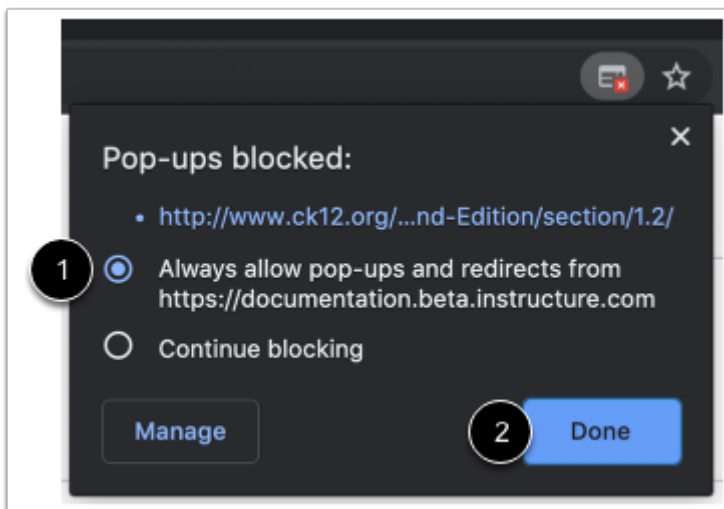 Pop-ups blocked:
• http://www.ck12.org/...nd-Edition/section/1.2/
1
Always allow pop-ups and redirects from
https://documentation.beta.instructure.com
Continue blocking
Manage
2 Done